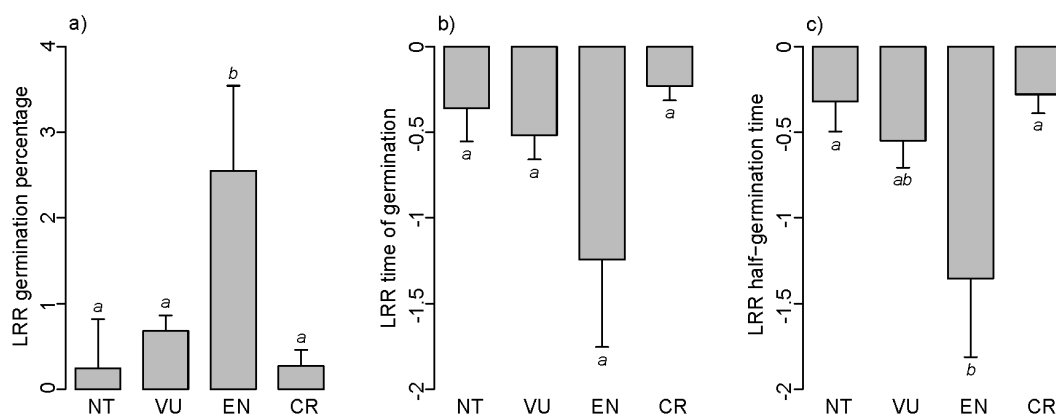 a)
LRR germination percentage
4
3
2
1
0
a
a
b
a
NT VU EN CR
b)
LRR time of germination
0
-0.5
-1
-1.5
-2
a
a
a
a
NT VU EN CR
c)
LRR half-germination time
0
-0.5
-1
-1.5
-2
a
ab
b
a
NT VU EN CR